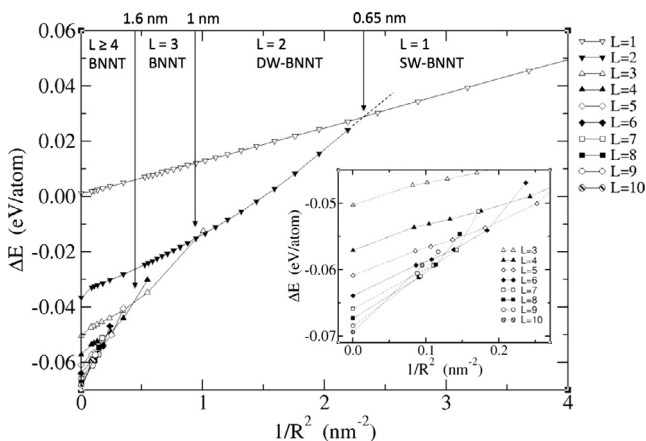 1.6 nm
1 nm
0.65 nm
L ≥ 4
BNNT
L = 3
BNNT
L = 2
DW-BNNT
L = 1
SW-BNNT
0.06
0.04
0.02
0.00
-0.02
-0.04
-0.06
ΔE (eV/atom)
0
1
2
3
4
1/R² (nm⁻²)
L=1
L=2
L=3
L=4
L=5
L=6
L=7
L=8
L=9
L=10
-0.05
-0.06
-0.07
ΔE (eV/atom)
0.0
0.1
0.2
1/R² (nm⁻²)
L=3
L=4
L=5
L=6
L=7
L=8
L=9
L=10